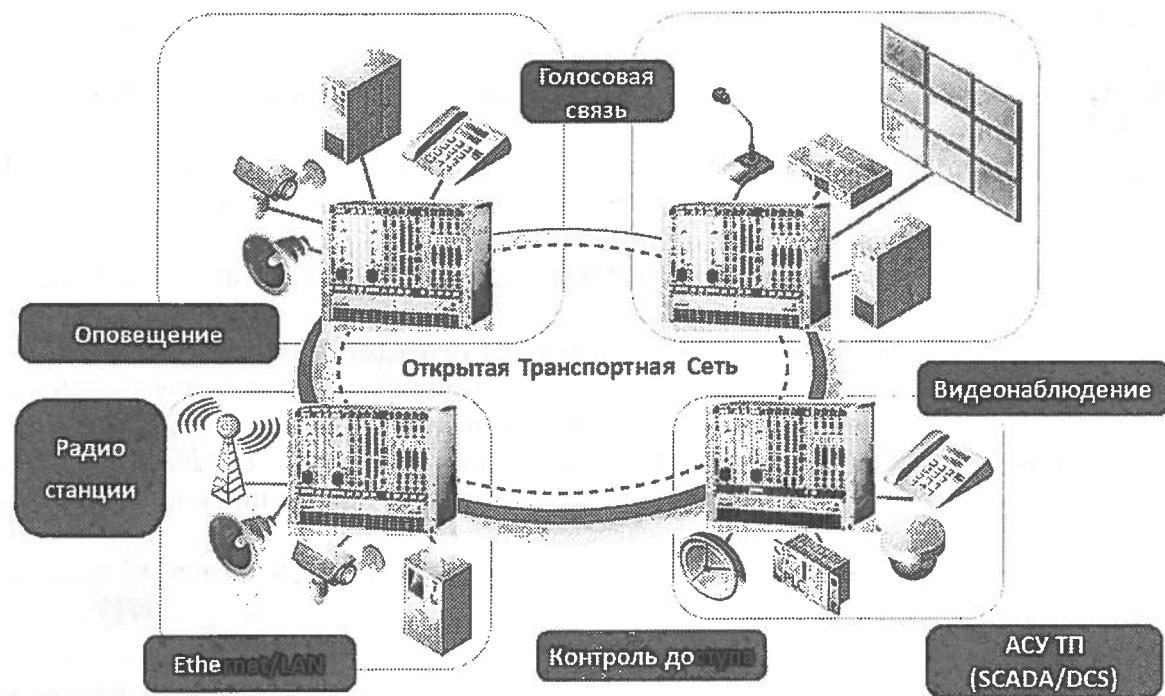 Голосовая
связь
Оповещение
Открытая Транспортная Сеть
Видеонаблюдение
Радио
станции
Ethernet/LAN
Контроль доступа
АСУ ТП
(SCADA/DCS)